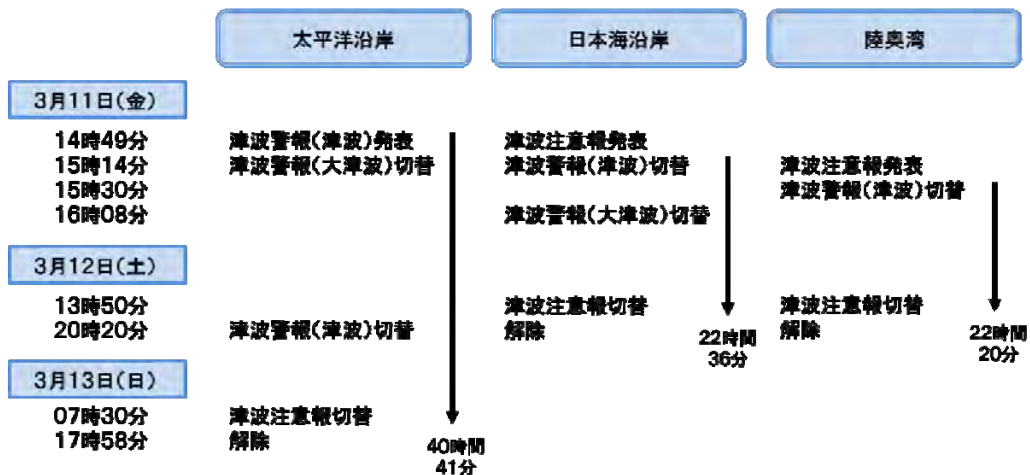 太平洋沿岸 日本海沿岸 陸奥湾
3月11日(金)
14時49分 津波警報(津波)発表 津波注意報発表
15時14分 津波警報(大津波)切替 津波警報(津波)切替 津波注意報発表
15時30分 津波警報(津波)切替
16時08分 津波警報(大津波)切替
3月12日(土)
13時50分 津波注意報切替 津波注意報切替
20時20分 津波警報(津波)切替 解除 解除
22時間
36分
22時間
20分
3月13日(日)
07時30分 津波注意報切替
17時58分 解除
40時間
41分